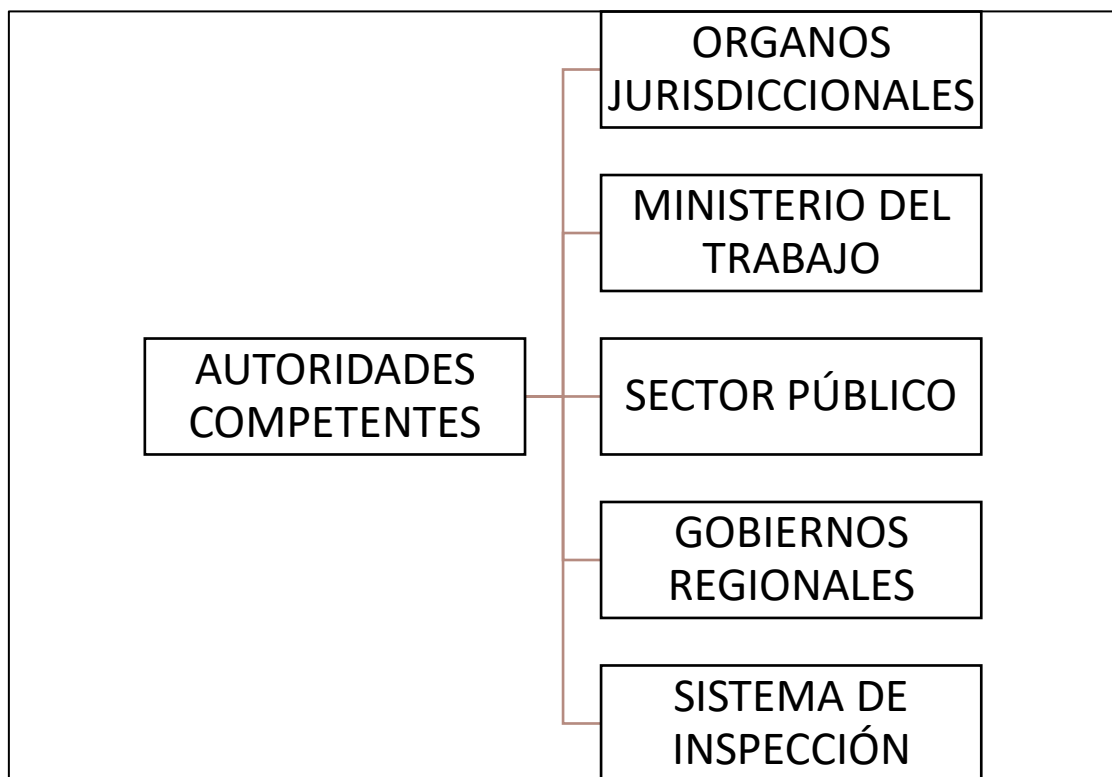 ORGANOS
JURISDICCIONALES
MINISTERIO DEL
TRABAJO
AUTORIDADES
COMPETENTES
SECTOR PÚBLICO
GOBIERNOS
REGIONALES
SISTEMA DE
INSPECCIÓN